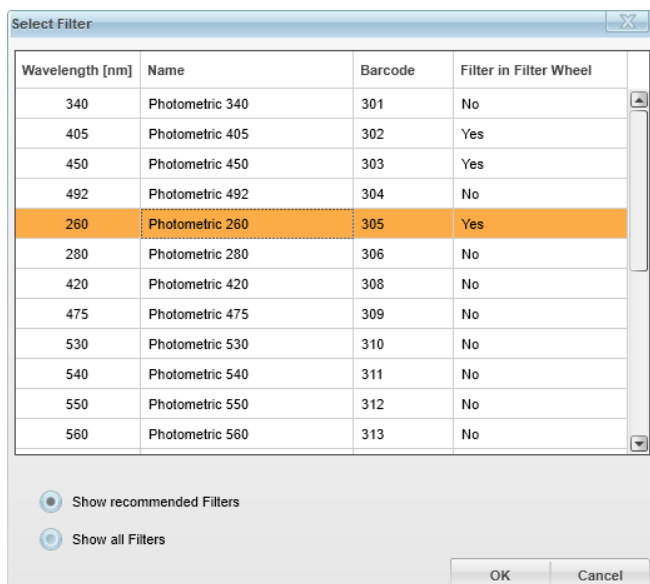 Select Filter
Wavelength [nm] Name Barcode Filter in Filter Wheel
340 Photometric 340 301 No
405 Photometric 405 302 Yes
450 Photometric 450 303 Yes
492 Photometric 492 304 No
260 Photometric 260 305 Yes
280 Photometric 280 306 No
420 Photometric 420 308 No
475 Photometric 475 309 No
530 Photometric 530 310 No
540 Photometric 540 311 No
550 Photometric 550 312 No
560 Photometric 560 313 No
Show recommended Filters
Show all Filters
OK Cancel